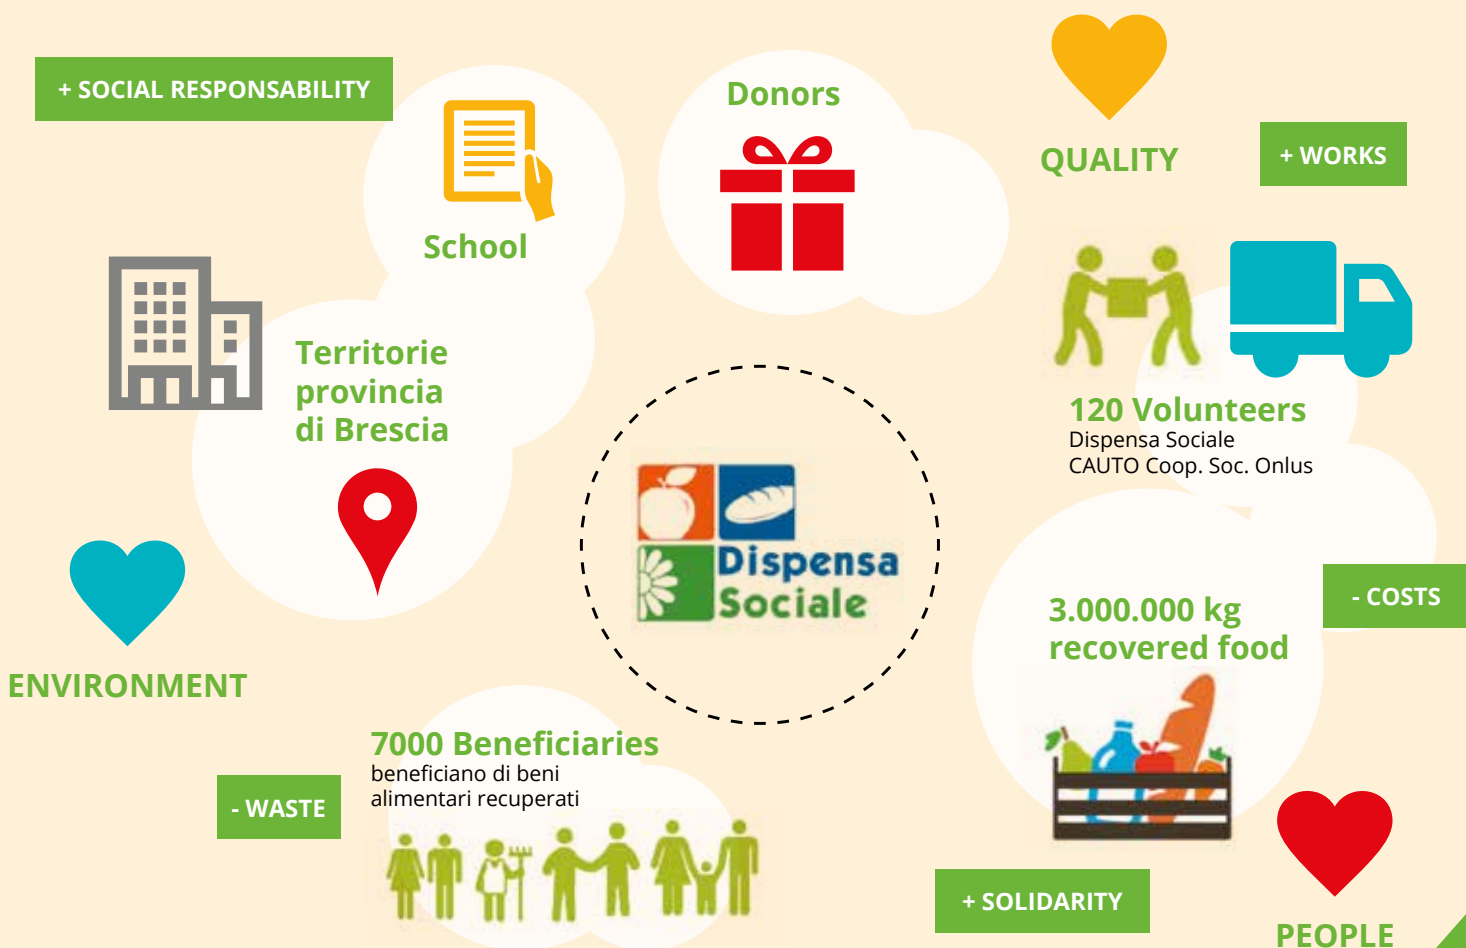 + SOCIAL RESPONSABILITY
Donors
QUALITY
+ WORKS
School
Territorie
provincia
di Brescia
120 Volunteers
Dispensa Sociale
CAUTO Coop. Soc. Onlus
Dispensa
Sociale
- COSTS
3.000.000 kg
recovered food
ENVIRONMENT
7000 Beneficiaries
beneficiano di beni
alimentari recuperati
- WASTE
+ SOLIDARITY
PEOPLE